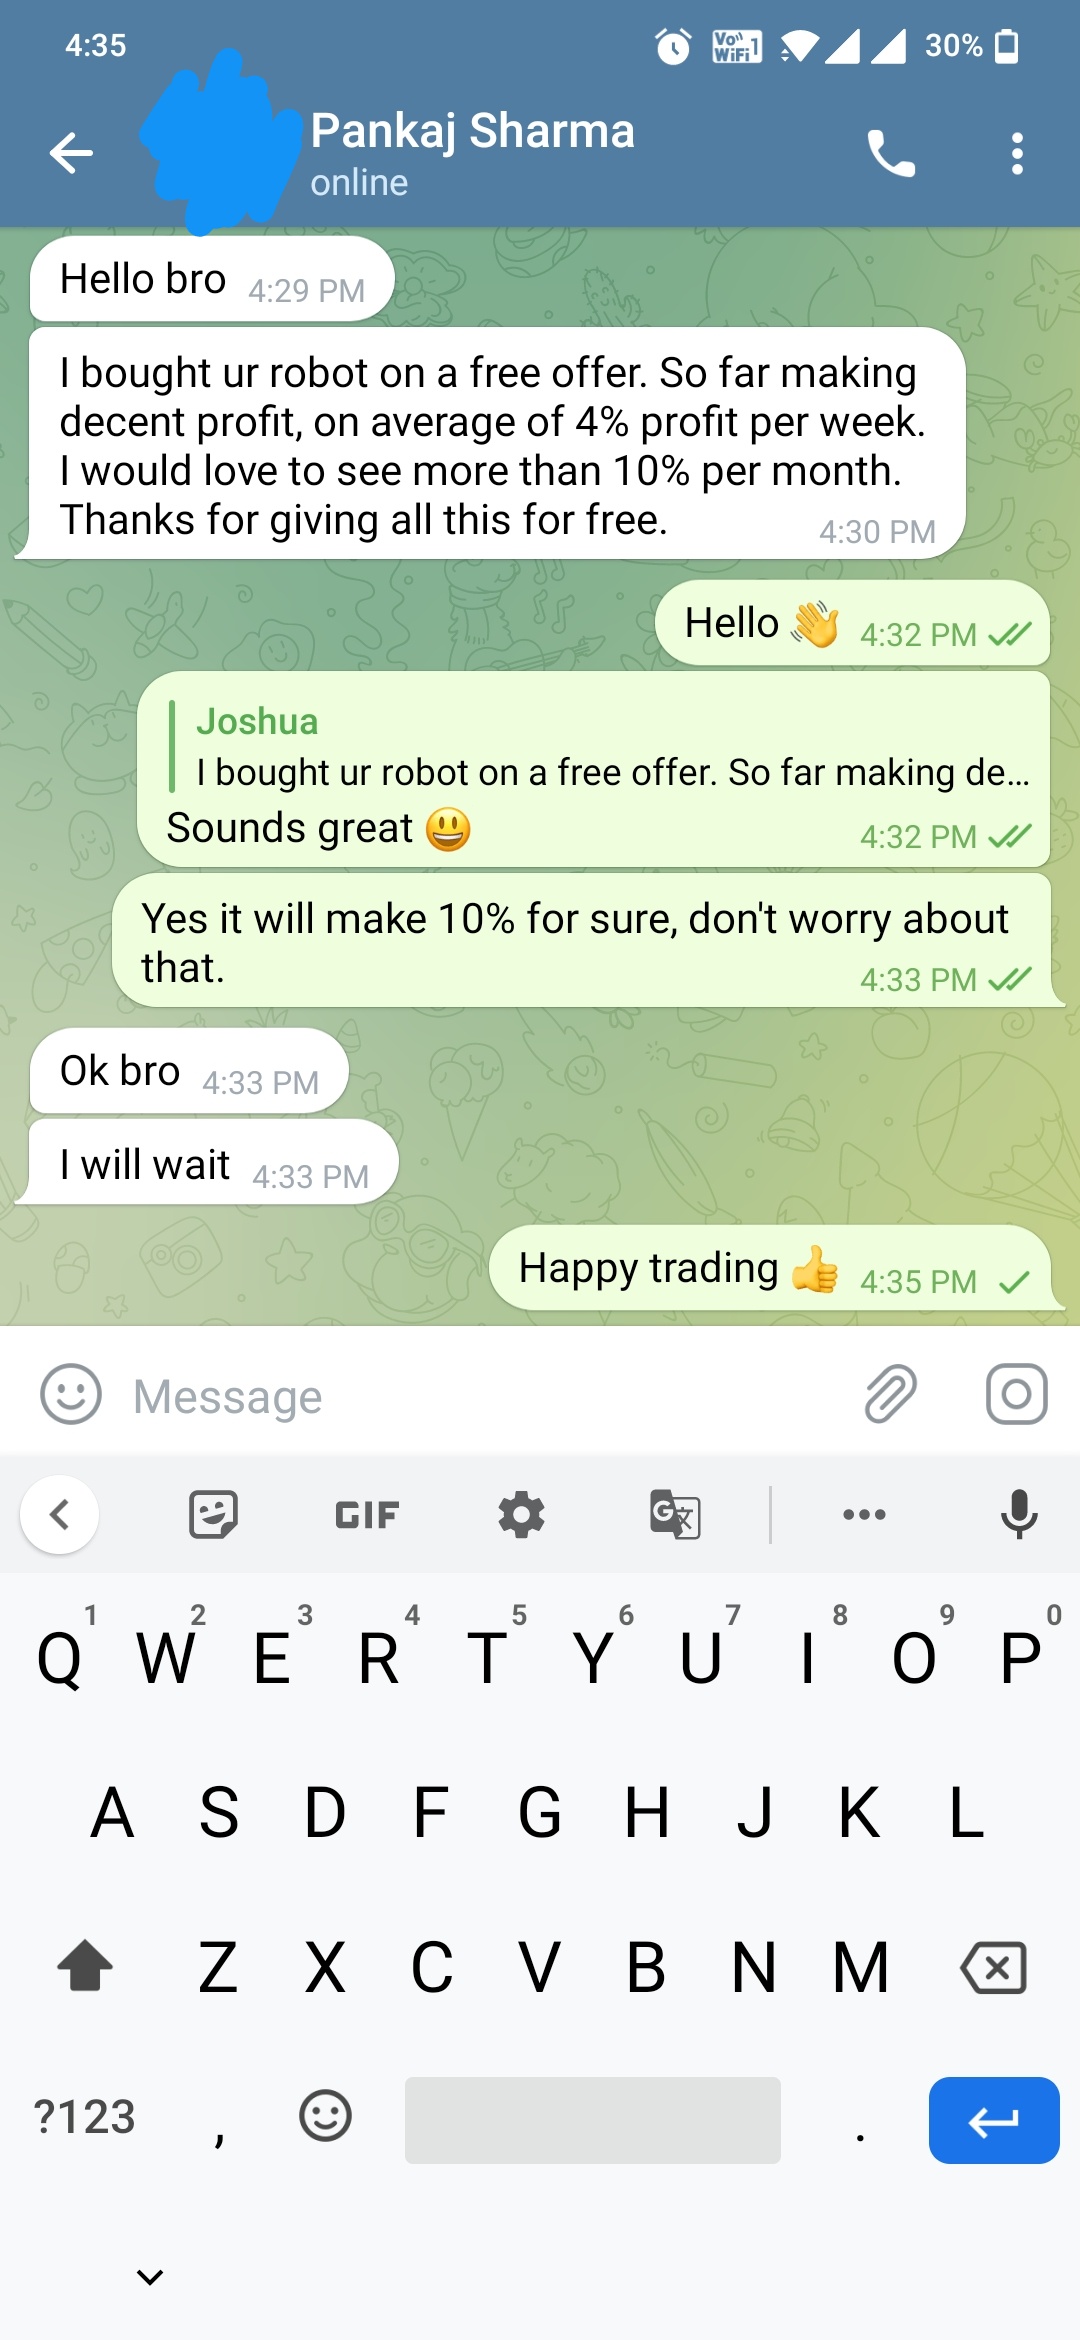 4:35
Vo)) 1
WiFi
30%
Pankaj Sharma
online
Hello bro 4:29 PM
I bought ur robot on a free offer. So far making
decent profit, on average of 4% profit per week.
I would love to see more than 10% per month.
Thanks for giving all this for free. 4:30 PM
Hello 👋 4:32 PM
Joshua
I bought ur robot on a free offer. So far making de...
Sounds great 😃 4:32 PM
Yes it will make 10% for sure, don't worry about
that. 4:33 PM
Ok bro 4:33 PM
I will wait 4:33 PM
Happy trading 👍 4:35 PM
Message
GIF
G 文
1 2 3 4 5 6 7 8 9 0
Q W E R T Y U I O P
A S D F G H J K L
Z X C V B N M
?123 , .